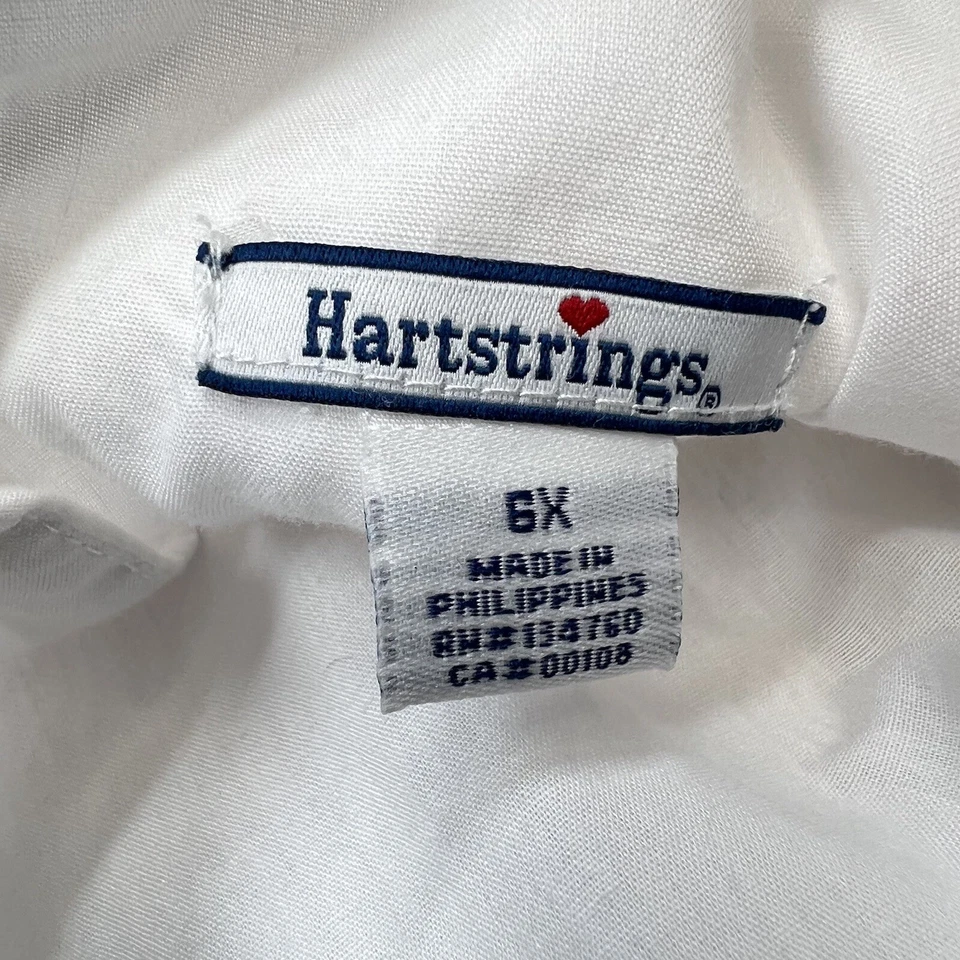 Hartstrings®
6X
MADE IN
PHILIPPINES
RN#134760
CA#00108